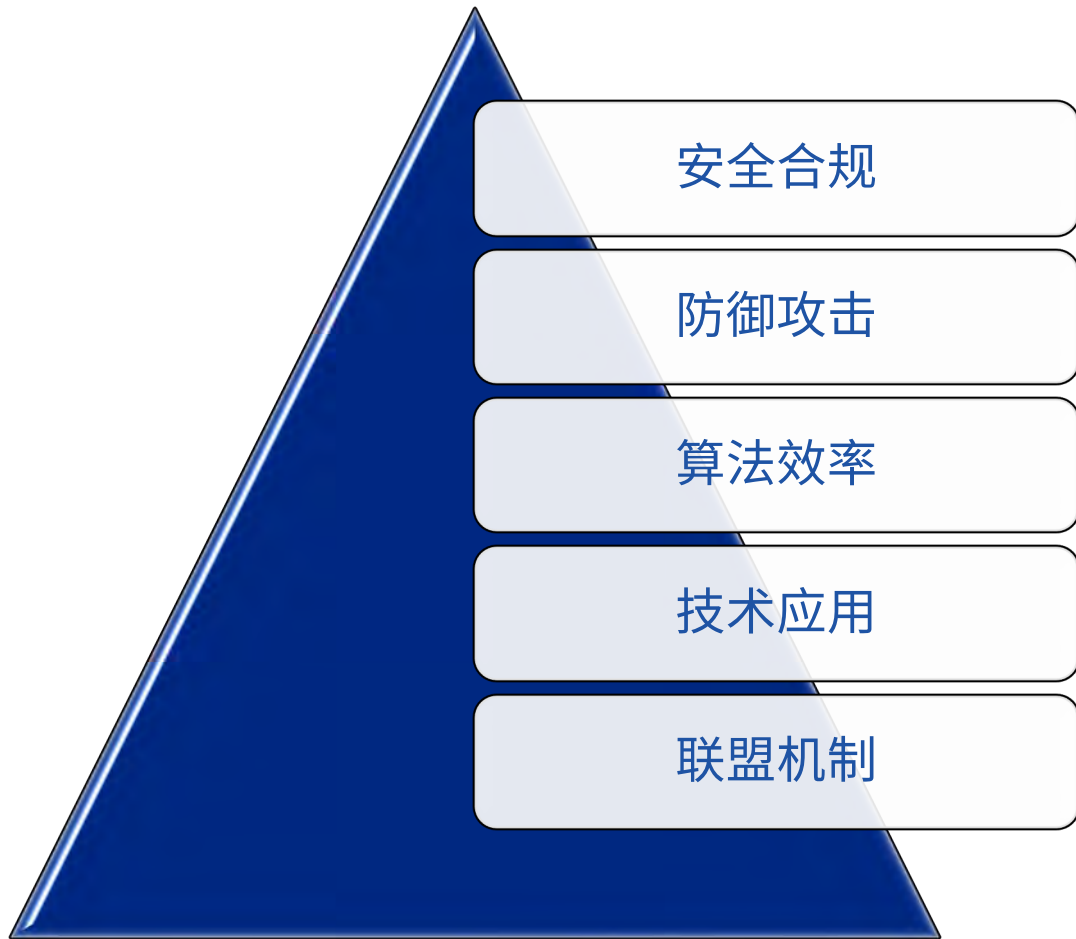 安全合规
防御攻击
算法效率
技术应用
联盟机制